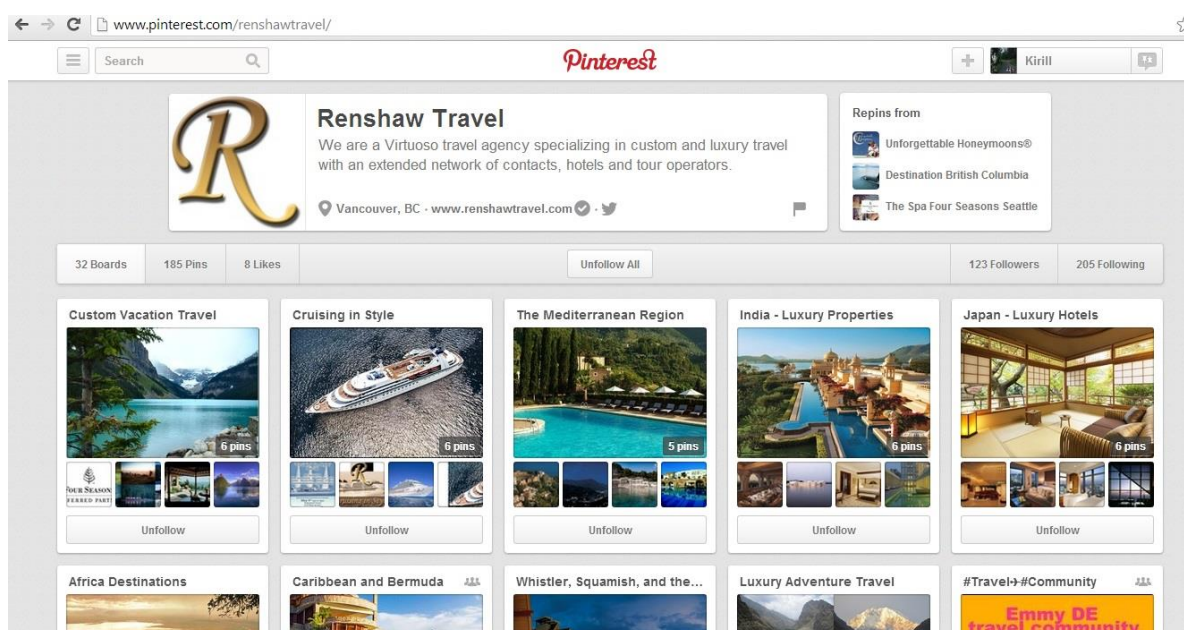 www.pinterest.com/renshawtravel/
Search
Pinterest
Kirill
R
Renshaw Travel
We are a Virtuoso travel agency specializing in custom and luxury travel
with an extended network of contacts, hotels and tour operators.
Vancouver, BC · www.renshawtravel.com ·
Repins from
Unforgettable Honeymoons®
Destination British Columbia
The Spa Four Seasons Seattle
32 Boards
185 Pins
8 Likes
Unfollow All
123 Followers
205 Following
Custom Vacation Travel
6 pins
FOUR SEASON
FERRED PART
Unfollow
Cruising in Style
6 pins
Unfollow
The Mediterranean Region
5 pins
Unfollow
India - Luxury Properties
6 pins
Unfollow
Japan - Luxury Hotels
6 pins
Unfollow
Africa Destinations
Caribbean and Bermuda
Whistler, Squamish, and the...
Luxury Adventure Travel
#Travel✈#Community
Emmy DE
travel community